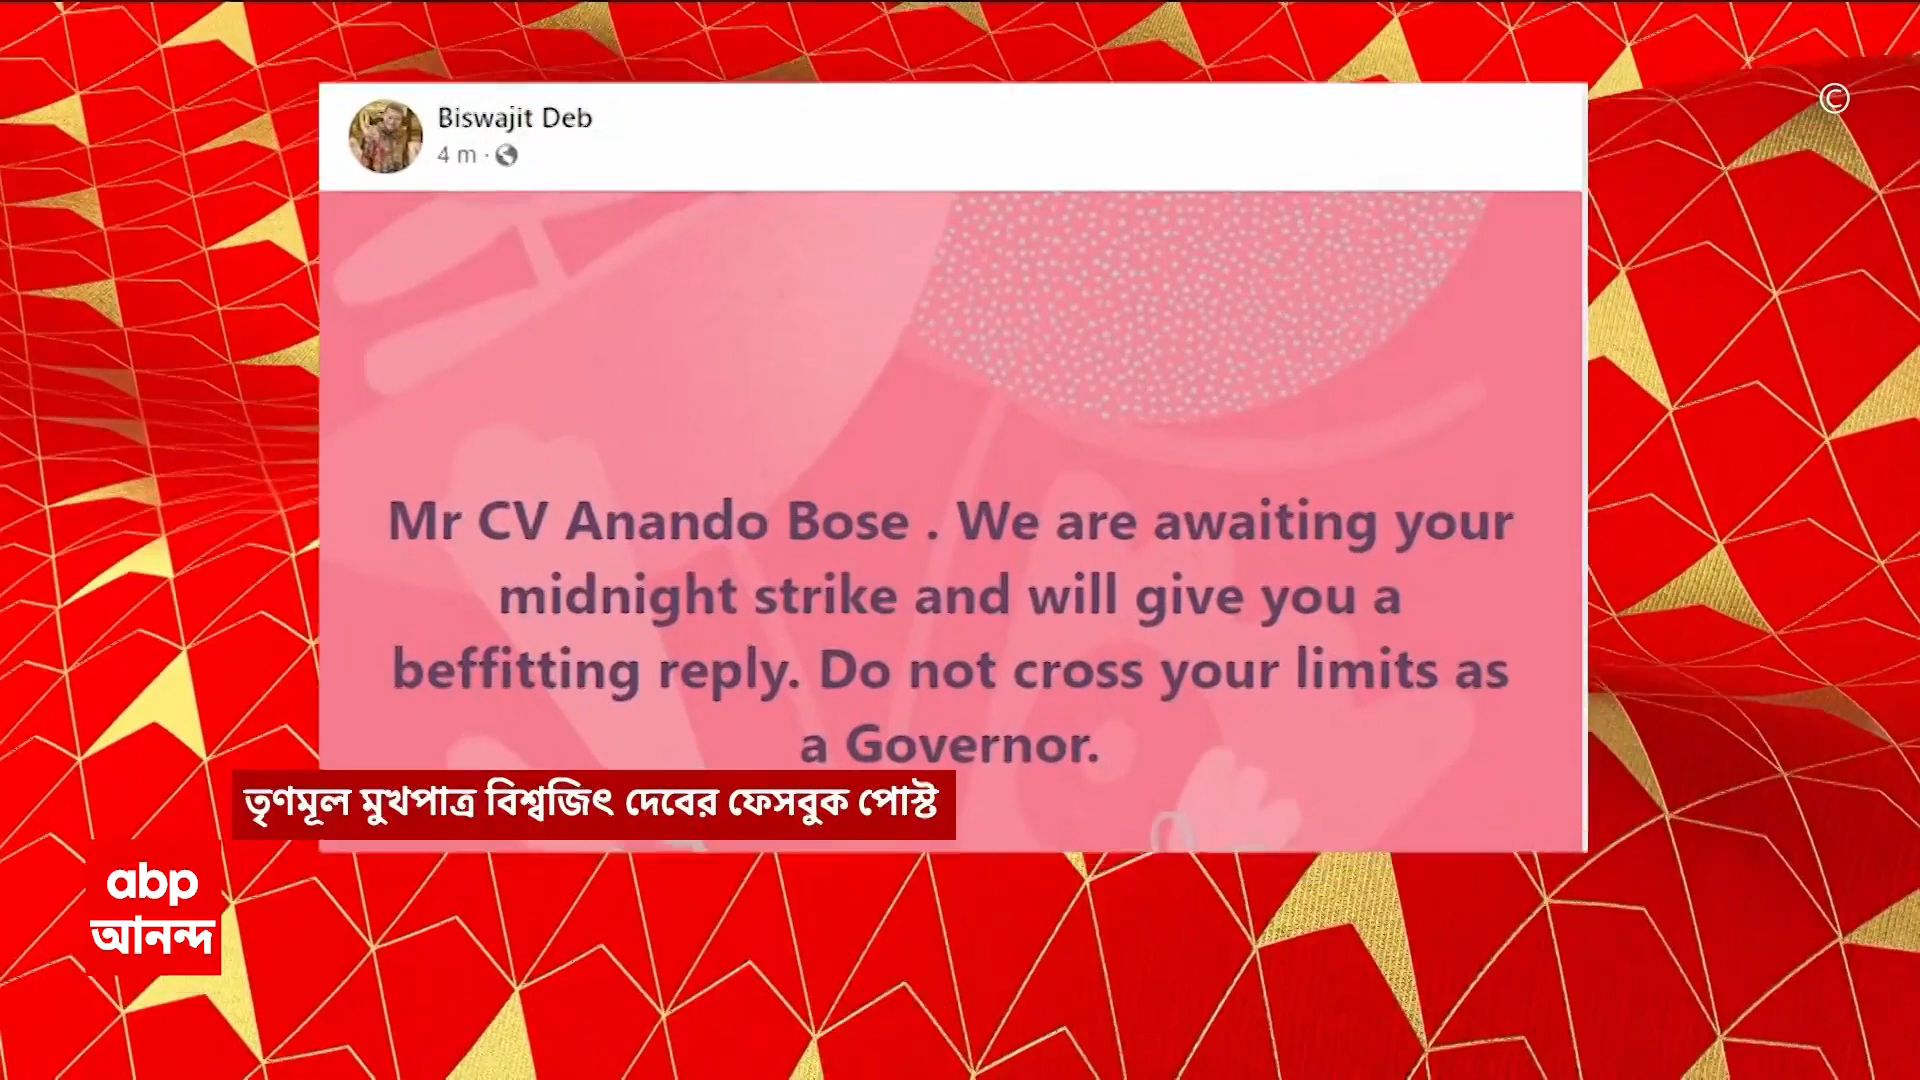 ©
Biswajit Deb
4 m ·
Mr CV Anando Bose . We are awaiting your
midnight strike and will give you a
beffitting reply. Do not cross your limits as
a Governor.
তৃণমূল মুখপাত্র বিশ্বজিৎ দেবের ফেসবুক পোস্ট
abp
আনন্দ